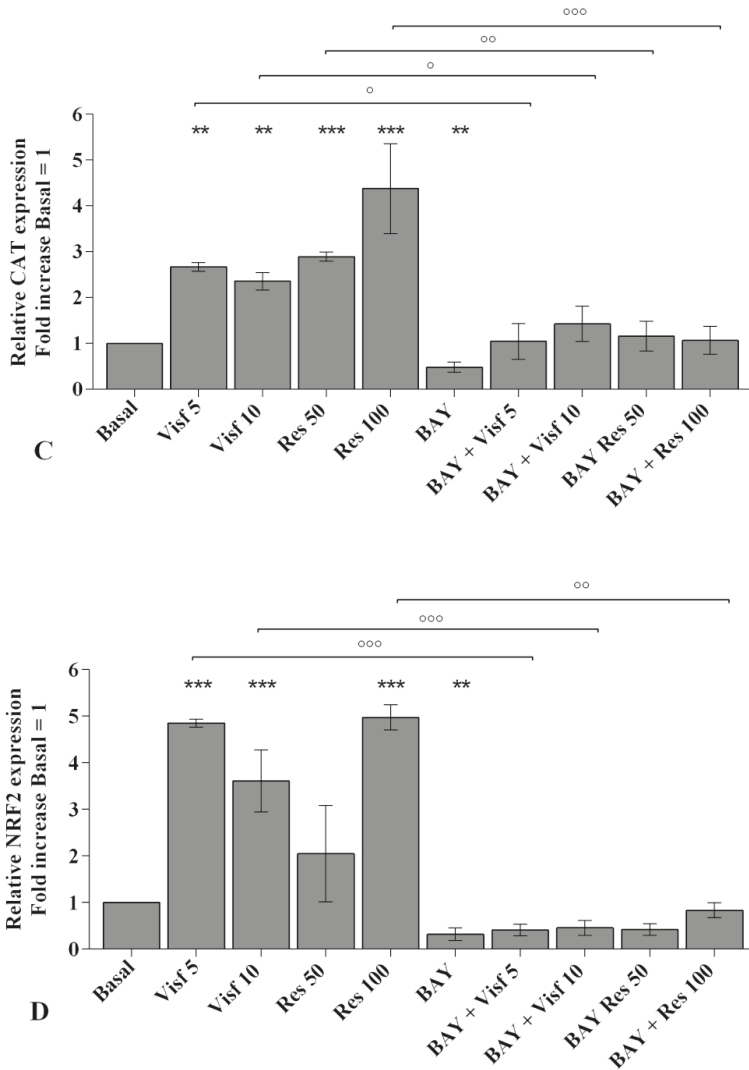 ○○○
○○
○
○
6
** ** *** *** **
5
4
3
2
1
0
Relative CAT expression
Fold increase Basal = 1
Basal
Visf 5
Visf 10
Res 50
Res 100
BAY
BAY + Visf 5
BAY + Visf 10
BAY Res 50
BAY + Res 100
C
○○
○○○
○○○
6
*** *** *** **
5
4
3
2
1
0
Relative NRF2 expression
Fold increase Basal = 1
Basal
Visf 5
Visf 10
Res 50
Res 100
BAY
BAY + Visf 5
BAY + Visf 10
BAY Res 50
BAY + Res 100
D